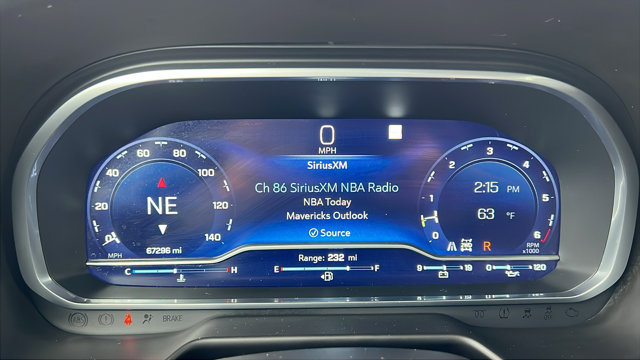 0
MPH
SiriusXM
Ch 86 SiriusXM NBA Radio
NBA Today
Mavericks Outlook
Source
Range: 232 mi
0 20 40 60 80 100 120 140
NE
67296 mi
MPH
0 1 2 3 4 5 6
2:15 PM
63 °F
R
RPM
x1000
C H
E F
9 19
0 120
ABS
BRAKE